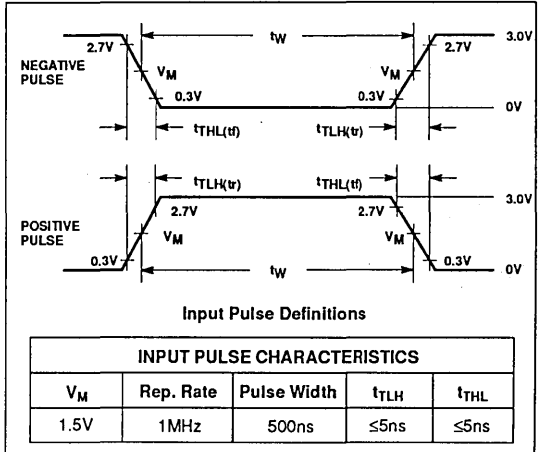 tW
2.7V 2.7V 3.0V
NEGATIVE
PULSE
VM VM
0.3V 0.3V
0V
tTHL(tf) tTLH(tr)
tTLH(tr) tTHL(tf)
3.0V
2.7V 2.7V
POSITIVE
PULSE
VM VM
0.3V 0.3V
0V
tW
Input Pulse Definitions
INPUT PULSE CHARACTERISTICS
VM Rep. Rate Pulse Width tTLH tTHL
1.5V 1MHz 500ns ≤5ns ≤5ns